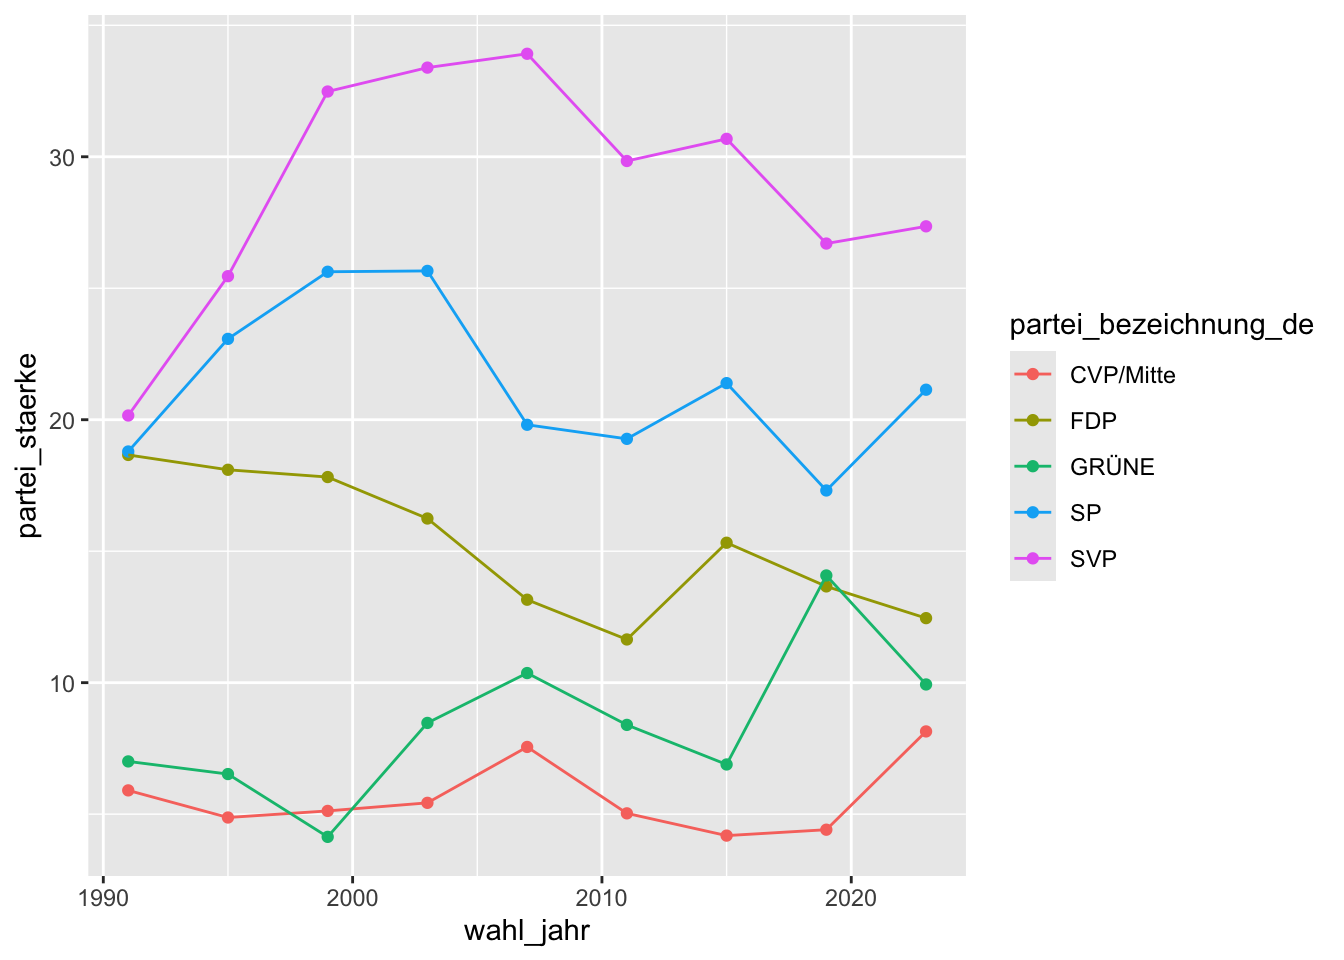 30
20
10
partei_staerke
1990 2000 2010 2020
wahl_jahr
partei_bezeichnung_de
CVP/Mitte
FDP
GRÜNE
SP
SVP